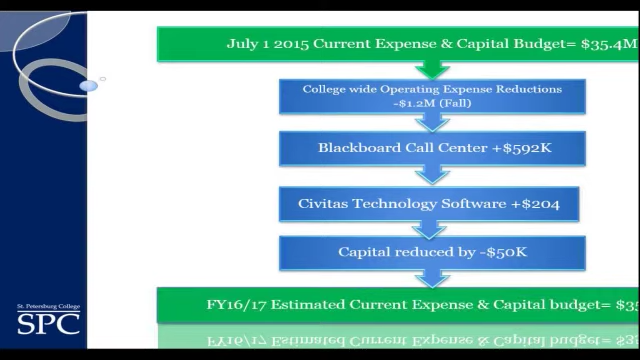 July 1 2015 Current Expense & Capital Budget= $35.4M
College wide Operating Expense Reductions
-$1.2M (Fall)
Blackboard Call Center +$592K
Civitas Technology Software +$204
Capital reduced by -$50K
FY16/17 Estimated Current Expense & Capital budget= $35
St. Petersburg College
SPC